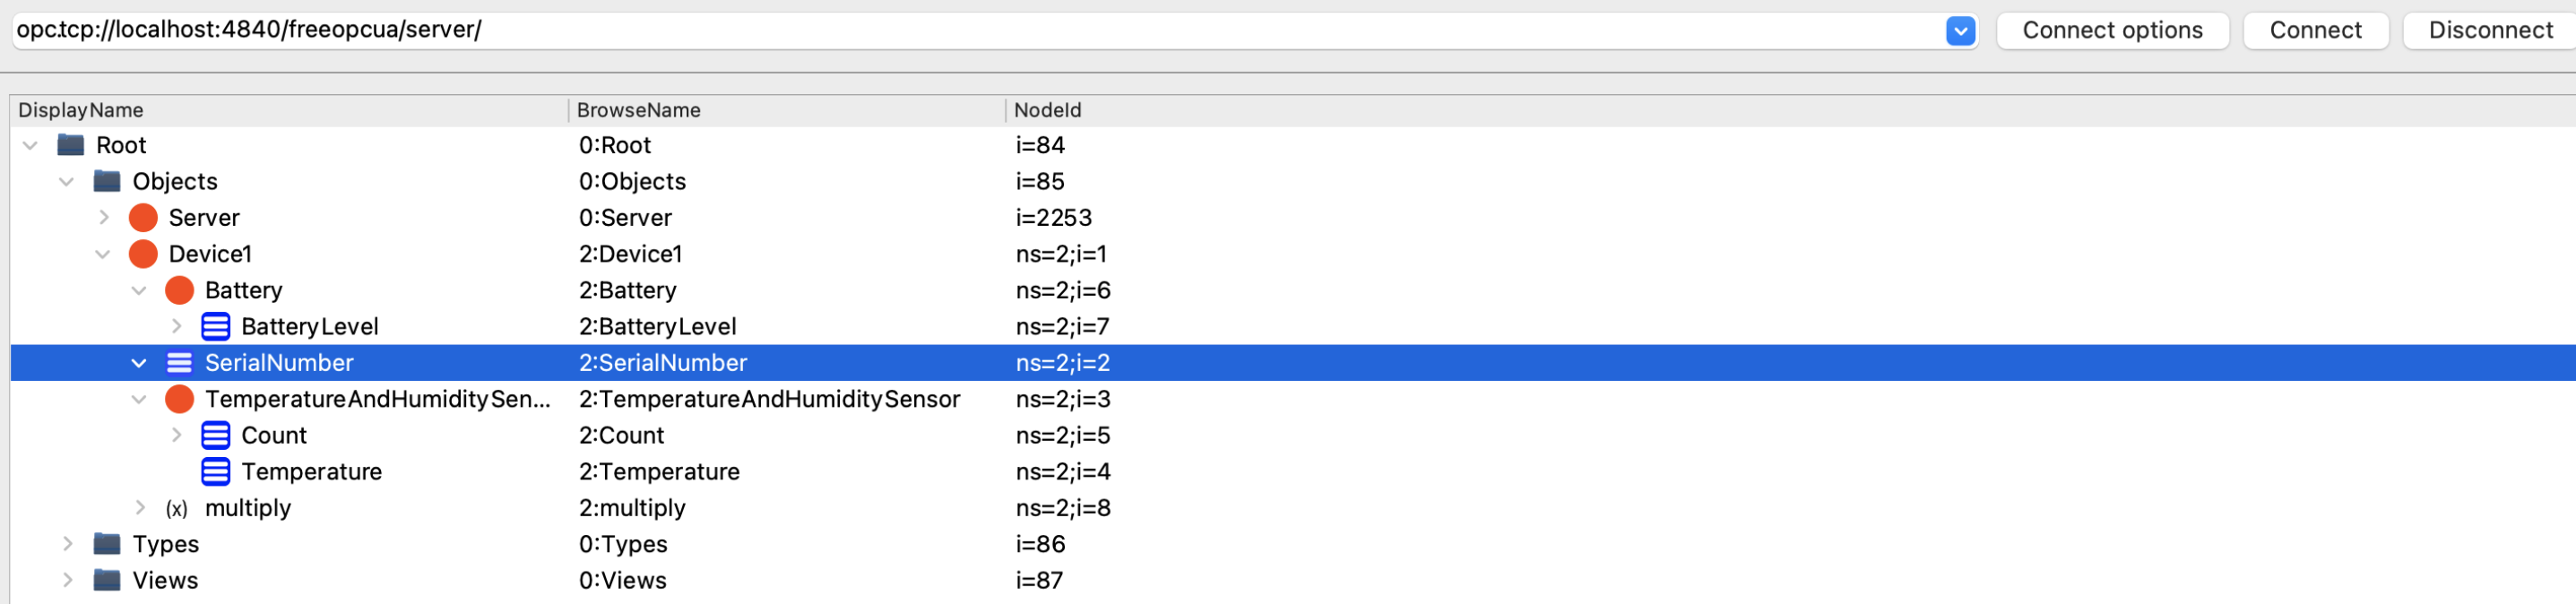 opc.tcp://localhost:4840/freeopcua/server/ Connect options Connect Disconnect
DisplayName BrowseName NodeId
Root 0:Root i=84
Objects 0:Objects i=85
Server 0:Server i=2253
Device1 2:Device1 ns=2;i=1
Battery 2:Battery ns=2;i=6
BatteryLevel 2:BatteryLevel ns=2;i=7
SerialNumber 2:SerialNumber ns=2;i=2
TemperatureAndHumiditySen... 2:TemperatureAndHumiditySensor ns=2;i=3
Count 2:Count ns=2;i=5
Temperature 2:Temperature ns=2;i=4
(x) multiply 2:multiply ns=2;i=8
Types 0:Types i=86
Views 0:Views i=87